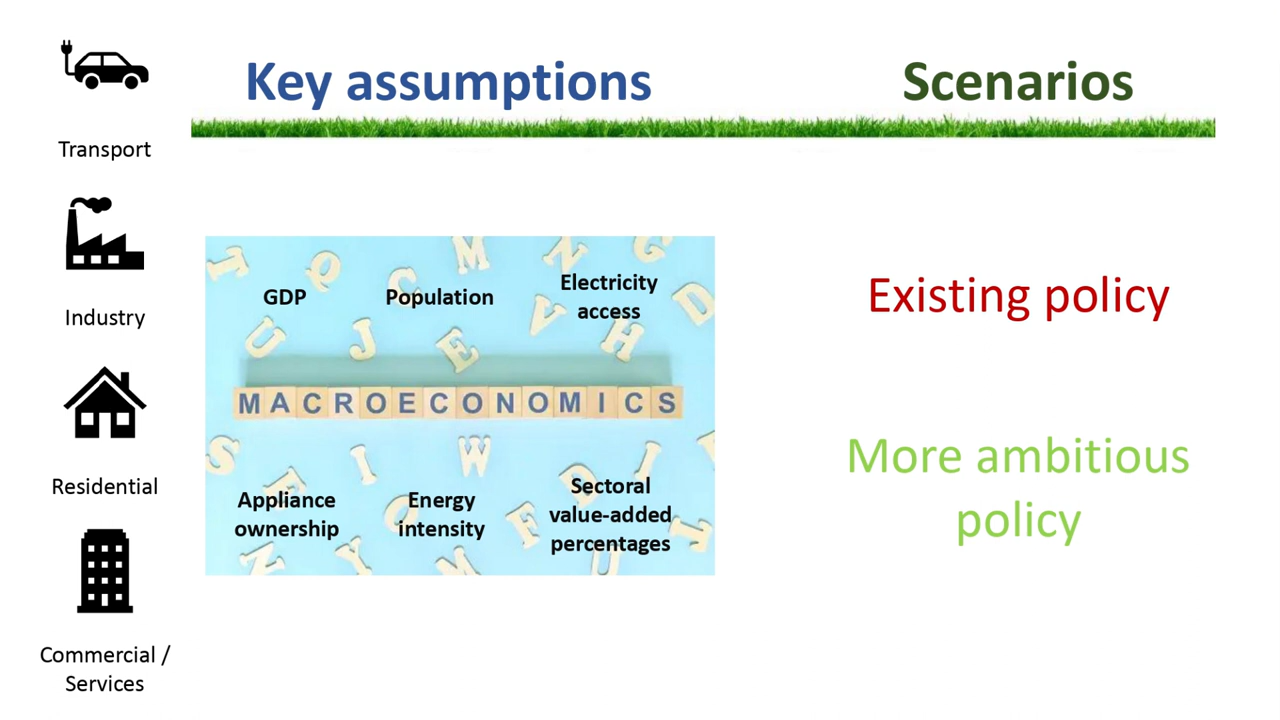 Key assumptions
Scenarios
Transport
Industry
Residential
Commercial /
Services
GDP
Population
Electricity
access
MACROECONOMICS
Appliance
ownership
Energy
intensity
Sectoral
value-added
percentages
Existing policy
More ambitious
policy